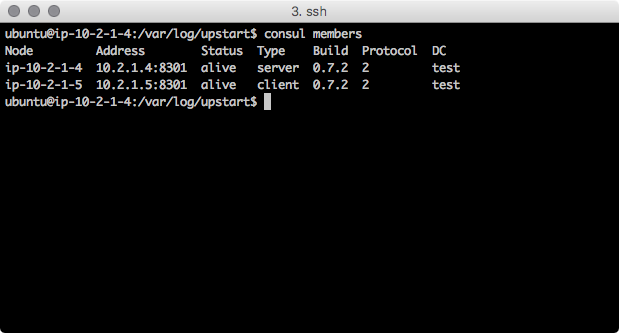 3. ssh
ubuntu@ip-10-2-1-4:/var/log/upstart$ consul members
Node         Address        Status  Type    Build  Protocol  DC
ip-10-2-1-4  10.2.1.4:8301  alive   server  0.7.2  2         test
ip-10-2-1-5  10.2.1.5:8301  alive   client  0.7.2  2         test
ubuntu@ip-10-2-1-4:/var/log/upstart$